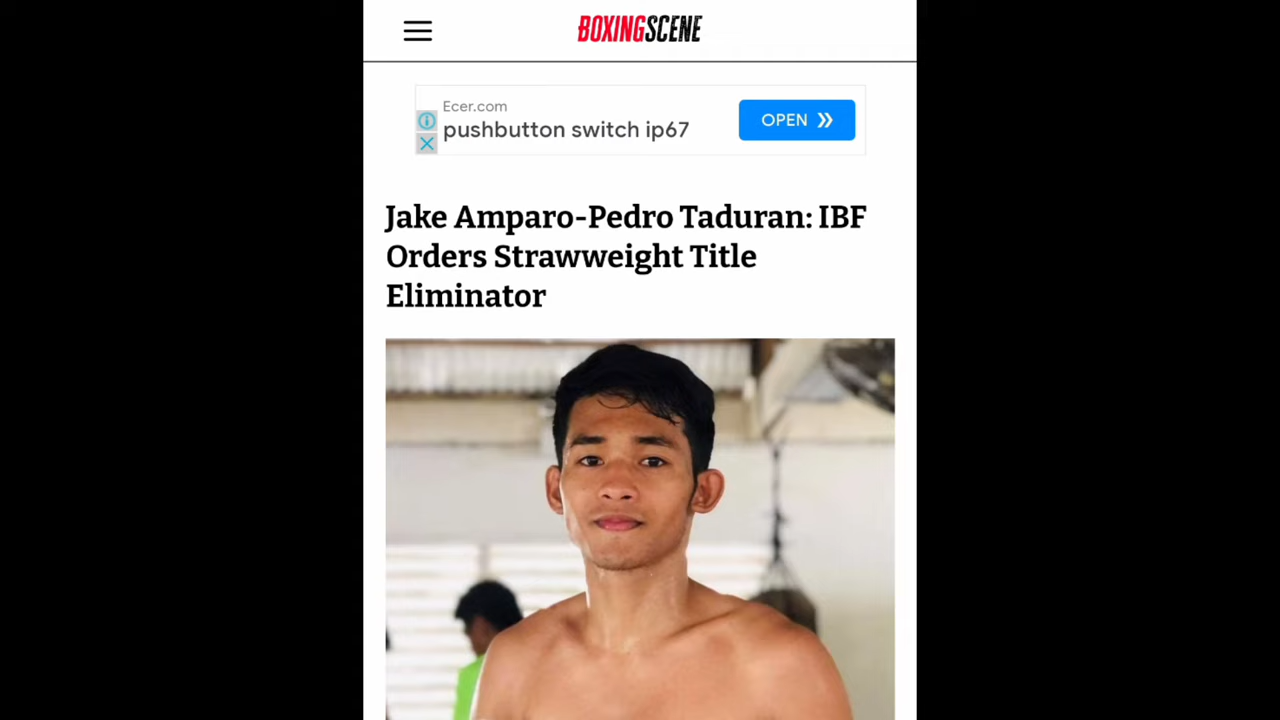 BOXINGSCENE
Ecer.com
pushbutton switch ip67
OPEN
Jake Amparo-Pedro Taduran: IBF
Orders Strawweight Title
Eliminator